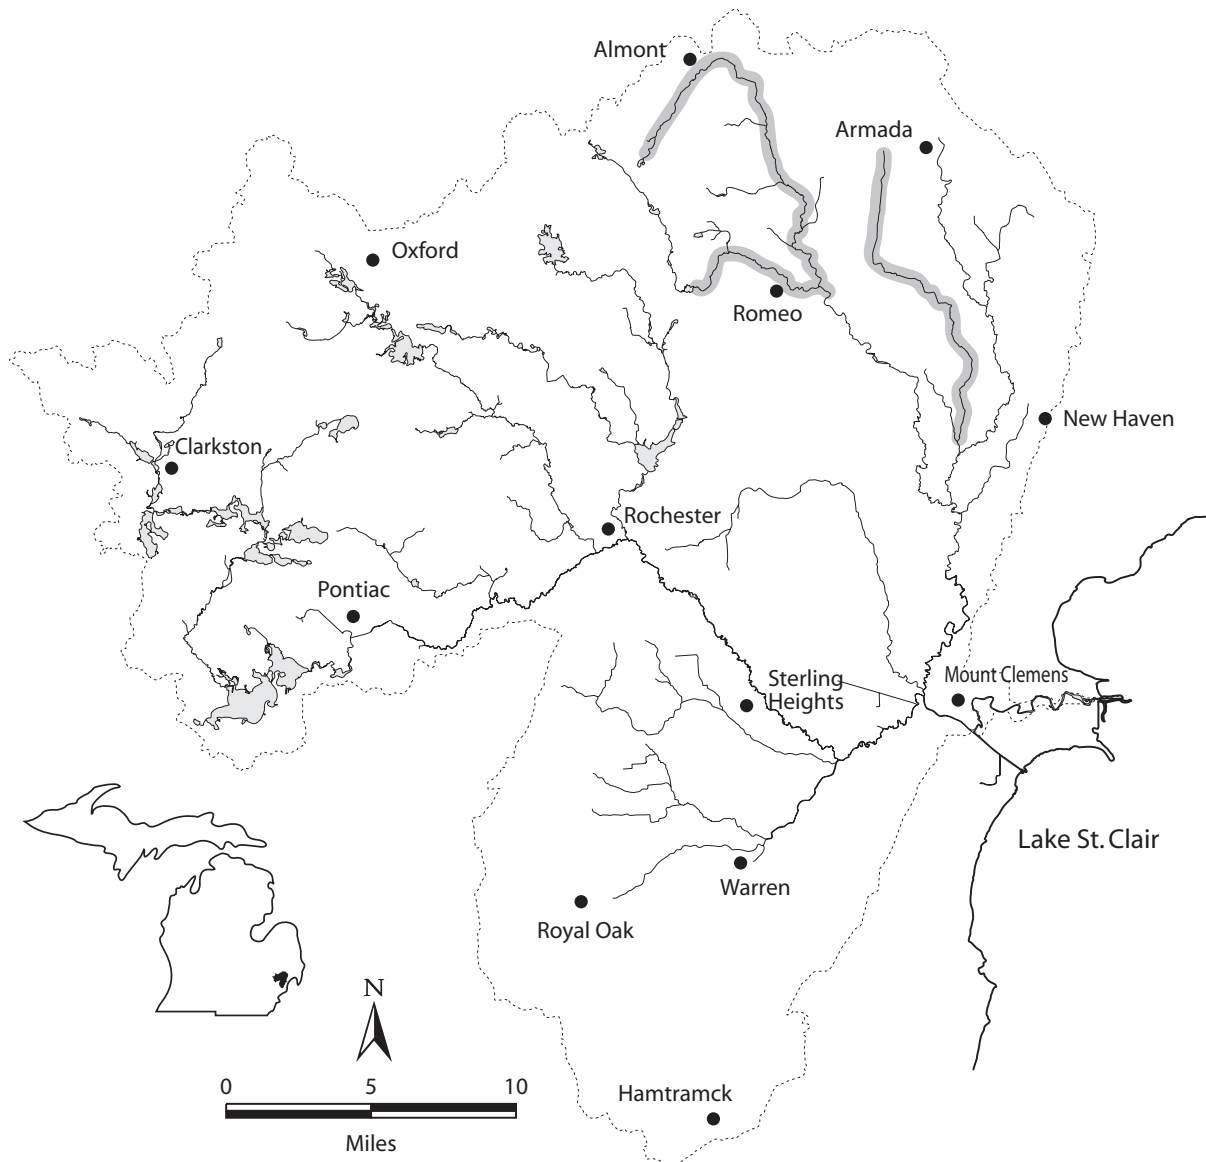 Almont
Armada
Oxford
Romeo
New Haven
Clarkston
Rochester
Pontiac
Mount Clemens
Sterling
Heights
Lake St. Clair
Warren
Royal Oak
N
0 5 10
Miles
Hamtramck